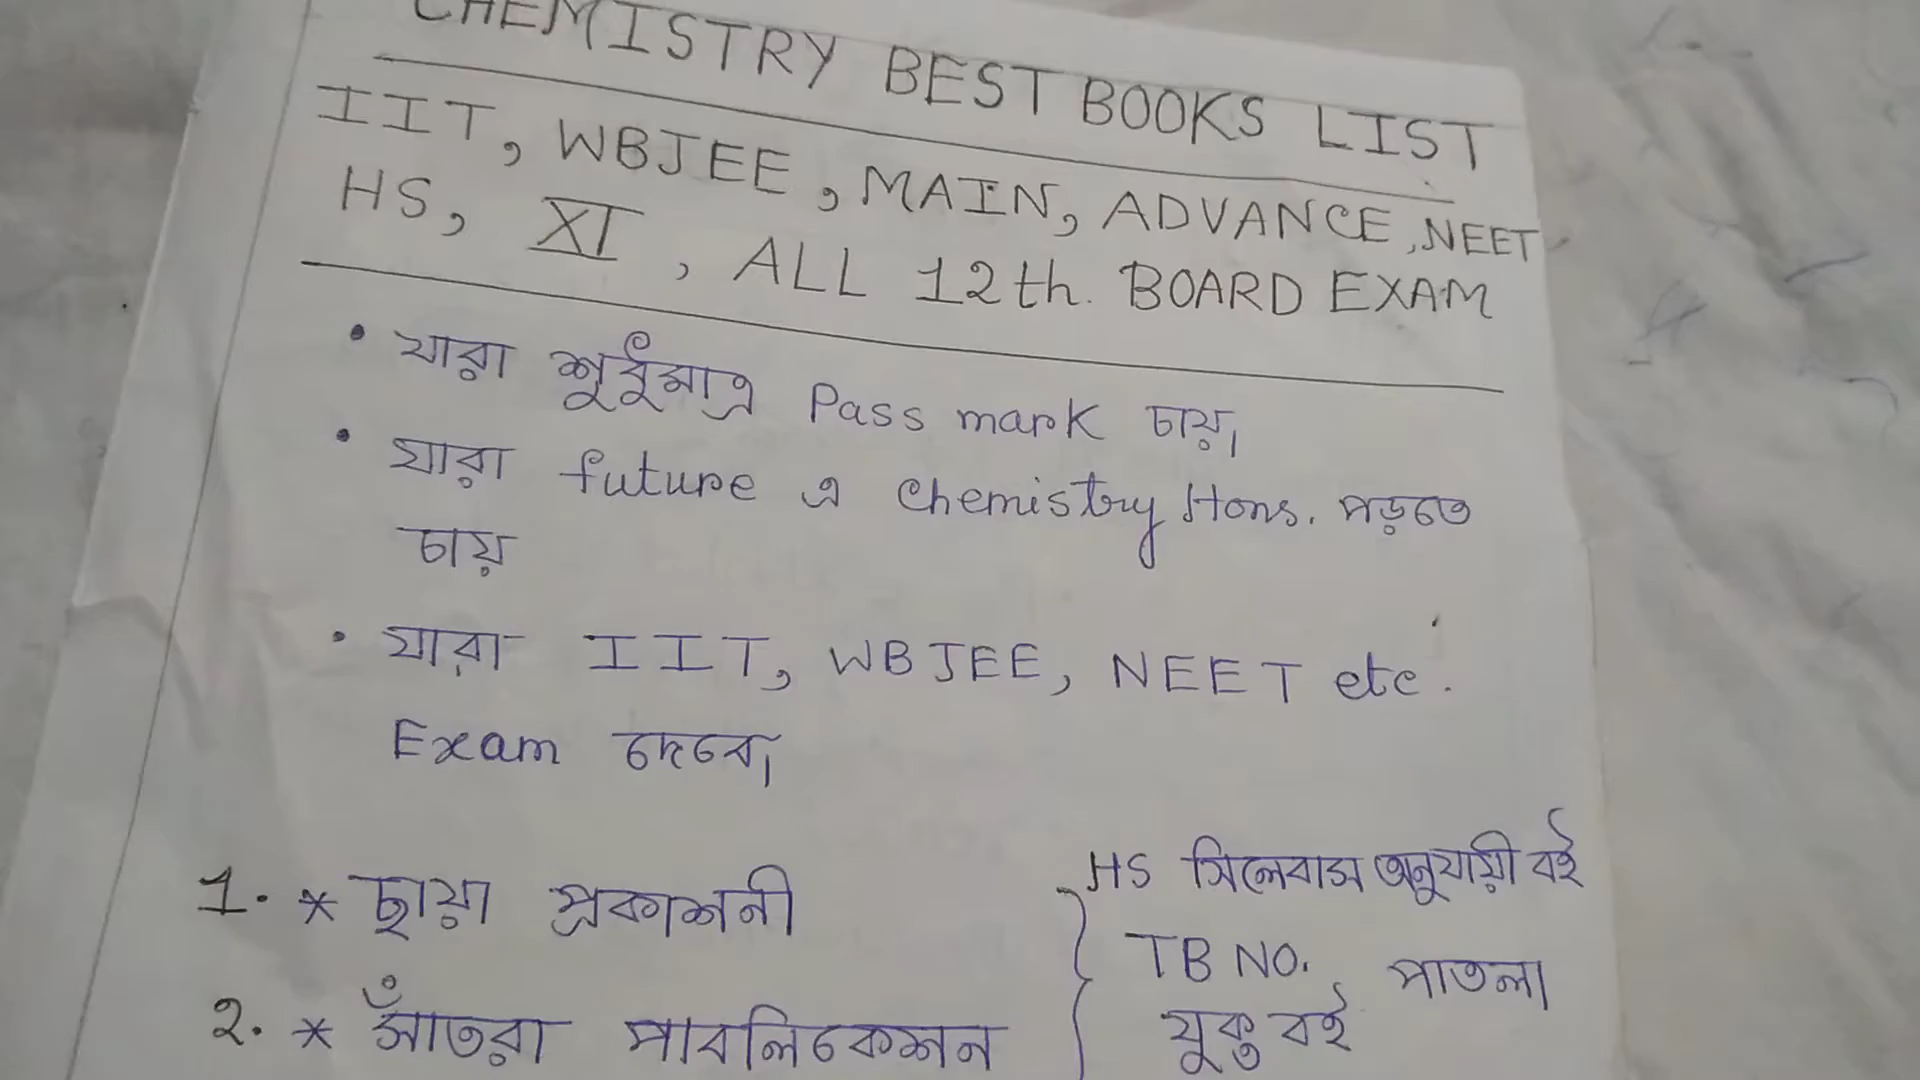 CHEMISTRY BEST BOOKS LIST
IIT, WBJEE, MAIN, ADVANCE, NEET
HS, XI, ALL 12th. BOARD EXAM
• যারা শুধুমাত্র Pass mark চায়।
• যারা future এ Chemistry Hons. পড়তে
চায়
• যারা IIT, WBJEE, NEET etc.
Exam দেবে।
1. * ছায়া প্রকাশনী
2. * সাঁতরা পাবলিকেশন
HS সিলেবাস অনুযায়ী বই
TB NO. পাতলা
যুক্ত বই